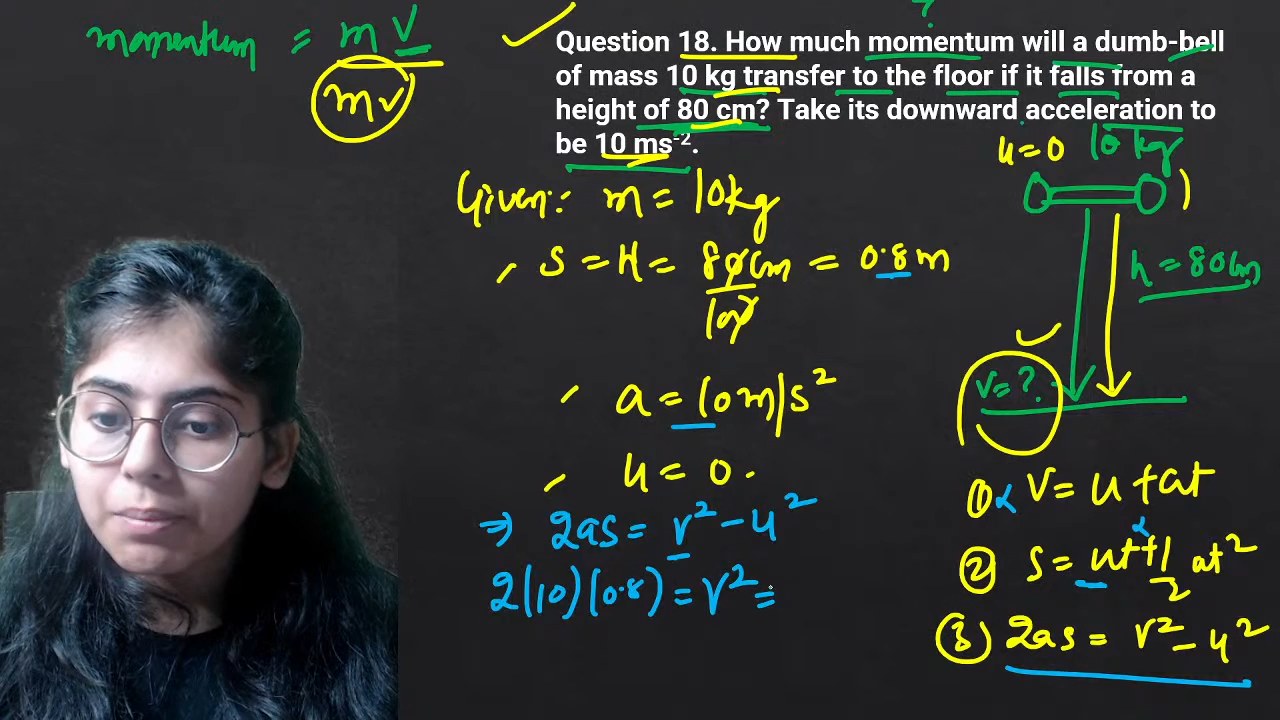 momentum = mv
mv
?
Question 18. How much momentum will a dumb-bell
of mass 10 kg transfer to the floor if it falls from a
height of 80 cm? Take its downward acceleration to
be 10 ms-2.
u=0 10 kg
Given:- m = 10kg
S = H = 80cm/100 = 0.8m
h = 80cm
a = 10m/s²
v=?
u = 0.
① v = u + at
⇒ 2as = v² - u²
② s = ut + 1/2 at²
2(10)(0.8) = v² =
③ 2as = v² - u²